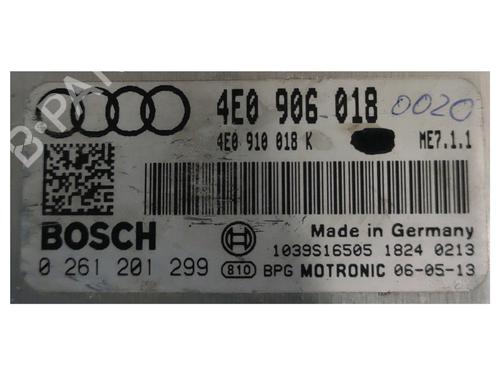 4E0 906 018 0020
4E0 910 018 K ME7.1.1
BOSCH
Made in Germany
1039S16505 1824 0213
0 261 201 299 810 BPG MOTRONIC 06-05-13
B-PARTS